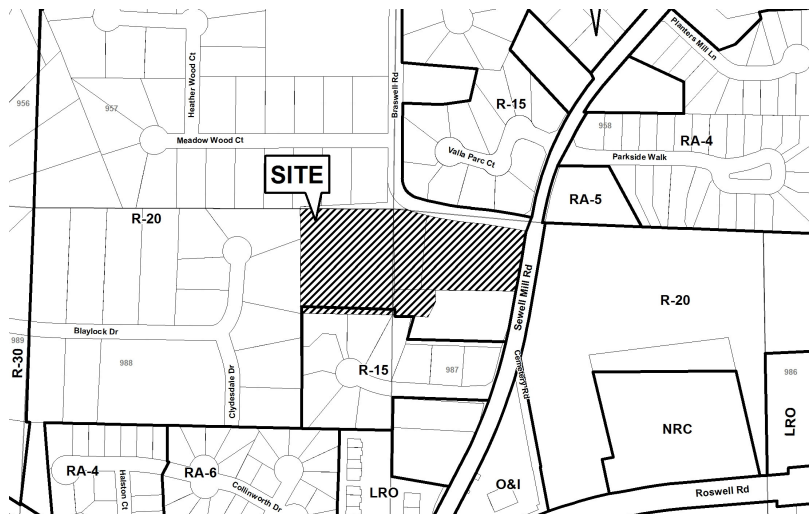 Planters Mill Ln
956
957
Heather Wood Ct
Braswell Rd
R-15
958
RA-4
Meadow Wood Ct
Valla Parc Ct
Parkside Walk
SITE
RA-5
R-20
R-20
Sewell Mill Rd
Blaylock Dr
989
R-30
988
Clydesdale Dr
R-15
987
Cemetery Rd
986
NRC
LRO
RA-4
RA-6
Halston Ct
Collinworth Dr
LRO
O&I
Roswell Rd